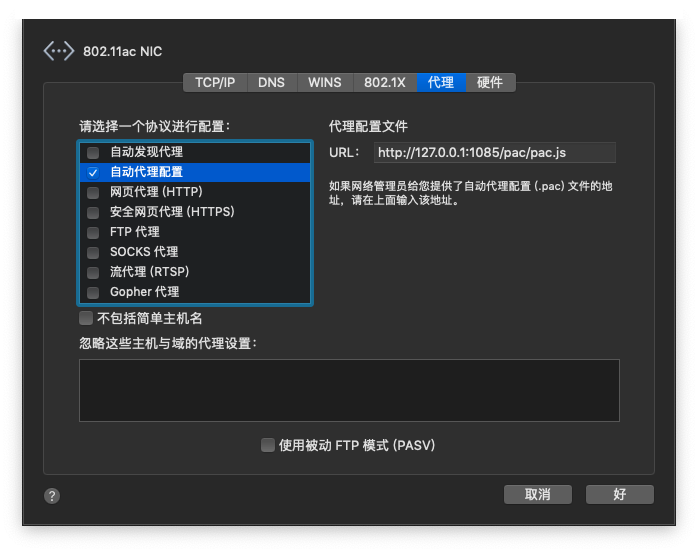 802.11ac NIC
TCP/IP DNS WINS 802.1X 代理 硬件
请选择一个协议进行配置：
自动发现代理
自动代理配置
网页代理 (HTTP)
安全网页代理 (HTTPS)
FTP 代理
SOCKS 代理
流代理 (RTSP)
Gopher 代理
不包括简单主机名
代理配置文件
URL： http://127.0.0.1:1085/pac/pac.js
如果网络管理员给您提供了自动代理配置 (.pac) 文件的地
址，请在上面输入该地址。
忽略这些主机与域的代理设置：
使用被动 FTP 模式 (PASV)
?
取消 好